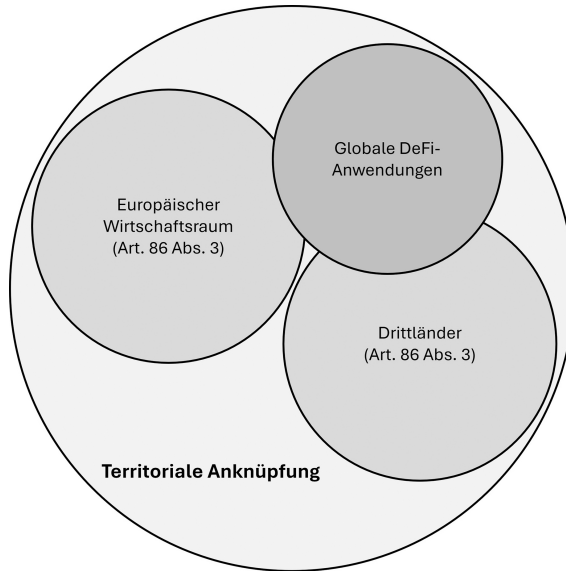 Globale DeFi-
Anwendungen
Europäischer
Wirtschaftsraum
(Art. 86 Abs. 3)
Drittländer
(Art. 86 Abs. 3)
Territoriale Anknüpfung